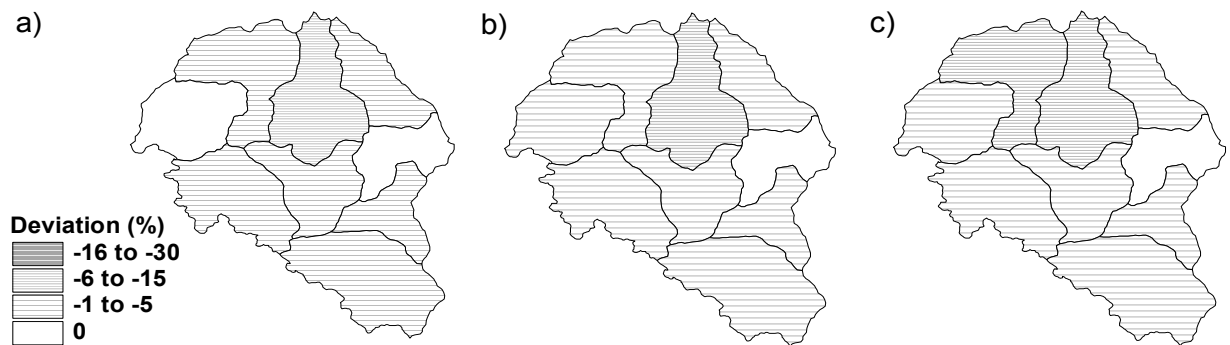 a)
b)
c)
Deviation (%)
-16 to -30
-6 to -15
-1 to -5
0